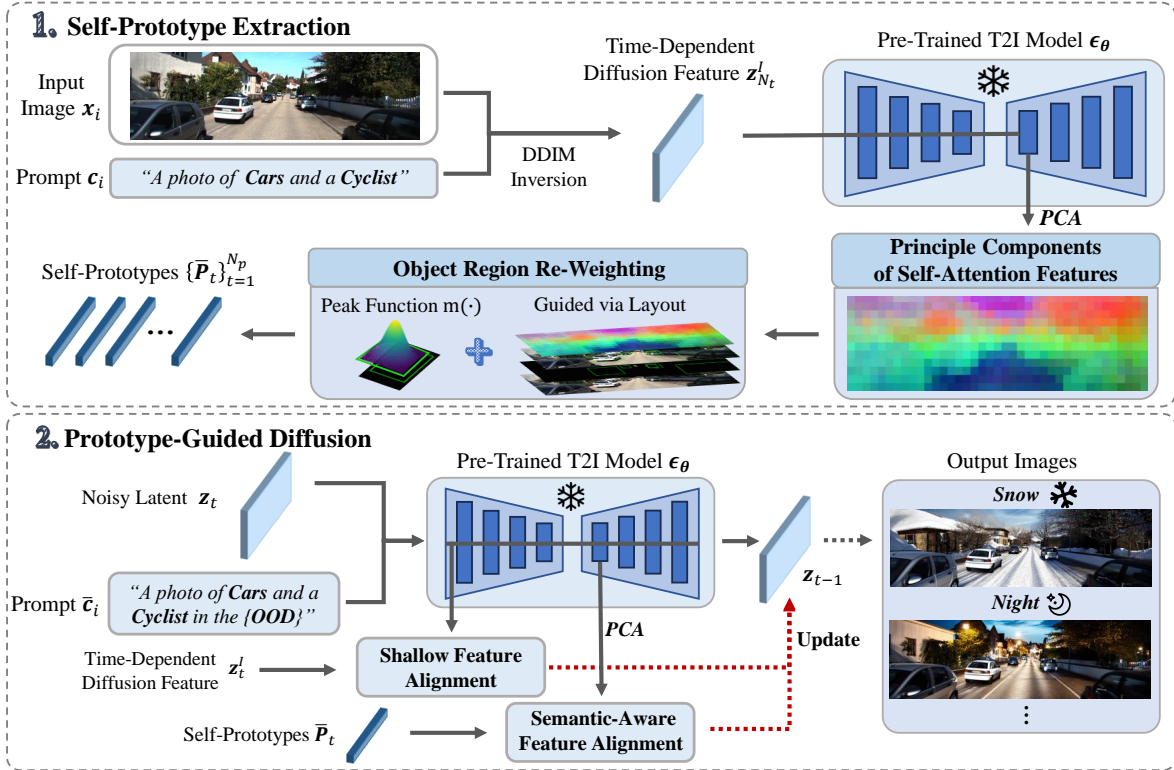 1. Self-Prototype Extraction
Input
Image x_i
Prompt c_i
“A photo of Cars and a Cyclist”
DDIM
Inversion
Time-Dependent
Diffusion Feature z^I_{N_t}
Pre-Trained T2I Model ϵ_θ
PCA
Principle Components
of Self-Attention Features
Object Region Re-Weighting
Peak Function m(·)
Guided via Layout
Self-Prototypes {P̅_t}^{N_p}_{t=1}
...
2. Prototype-Guided Diffusion
Noisy Latent z_t
Prompt c̅_i
“A photo of Cars and a
Cyclist in the {OOD}”
Pre-Trained T2I Model ϵ_θ
PCA
Time-Dependent
Diffusion Feature z^I_t
Shallow Feature
Alignment
Self-Prototypes P̅_t
Semantic-Aware
Feature Alignment
z_{t−1}
Update
Output Images
Snow
Night
⋮